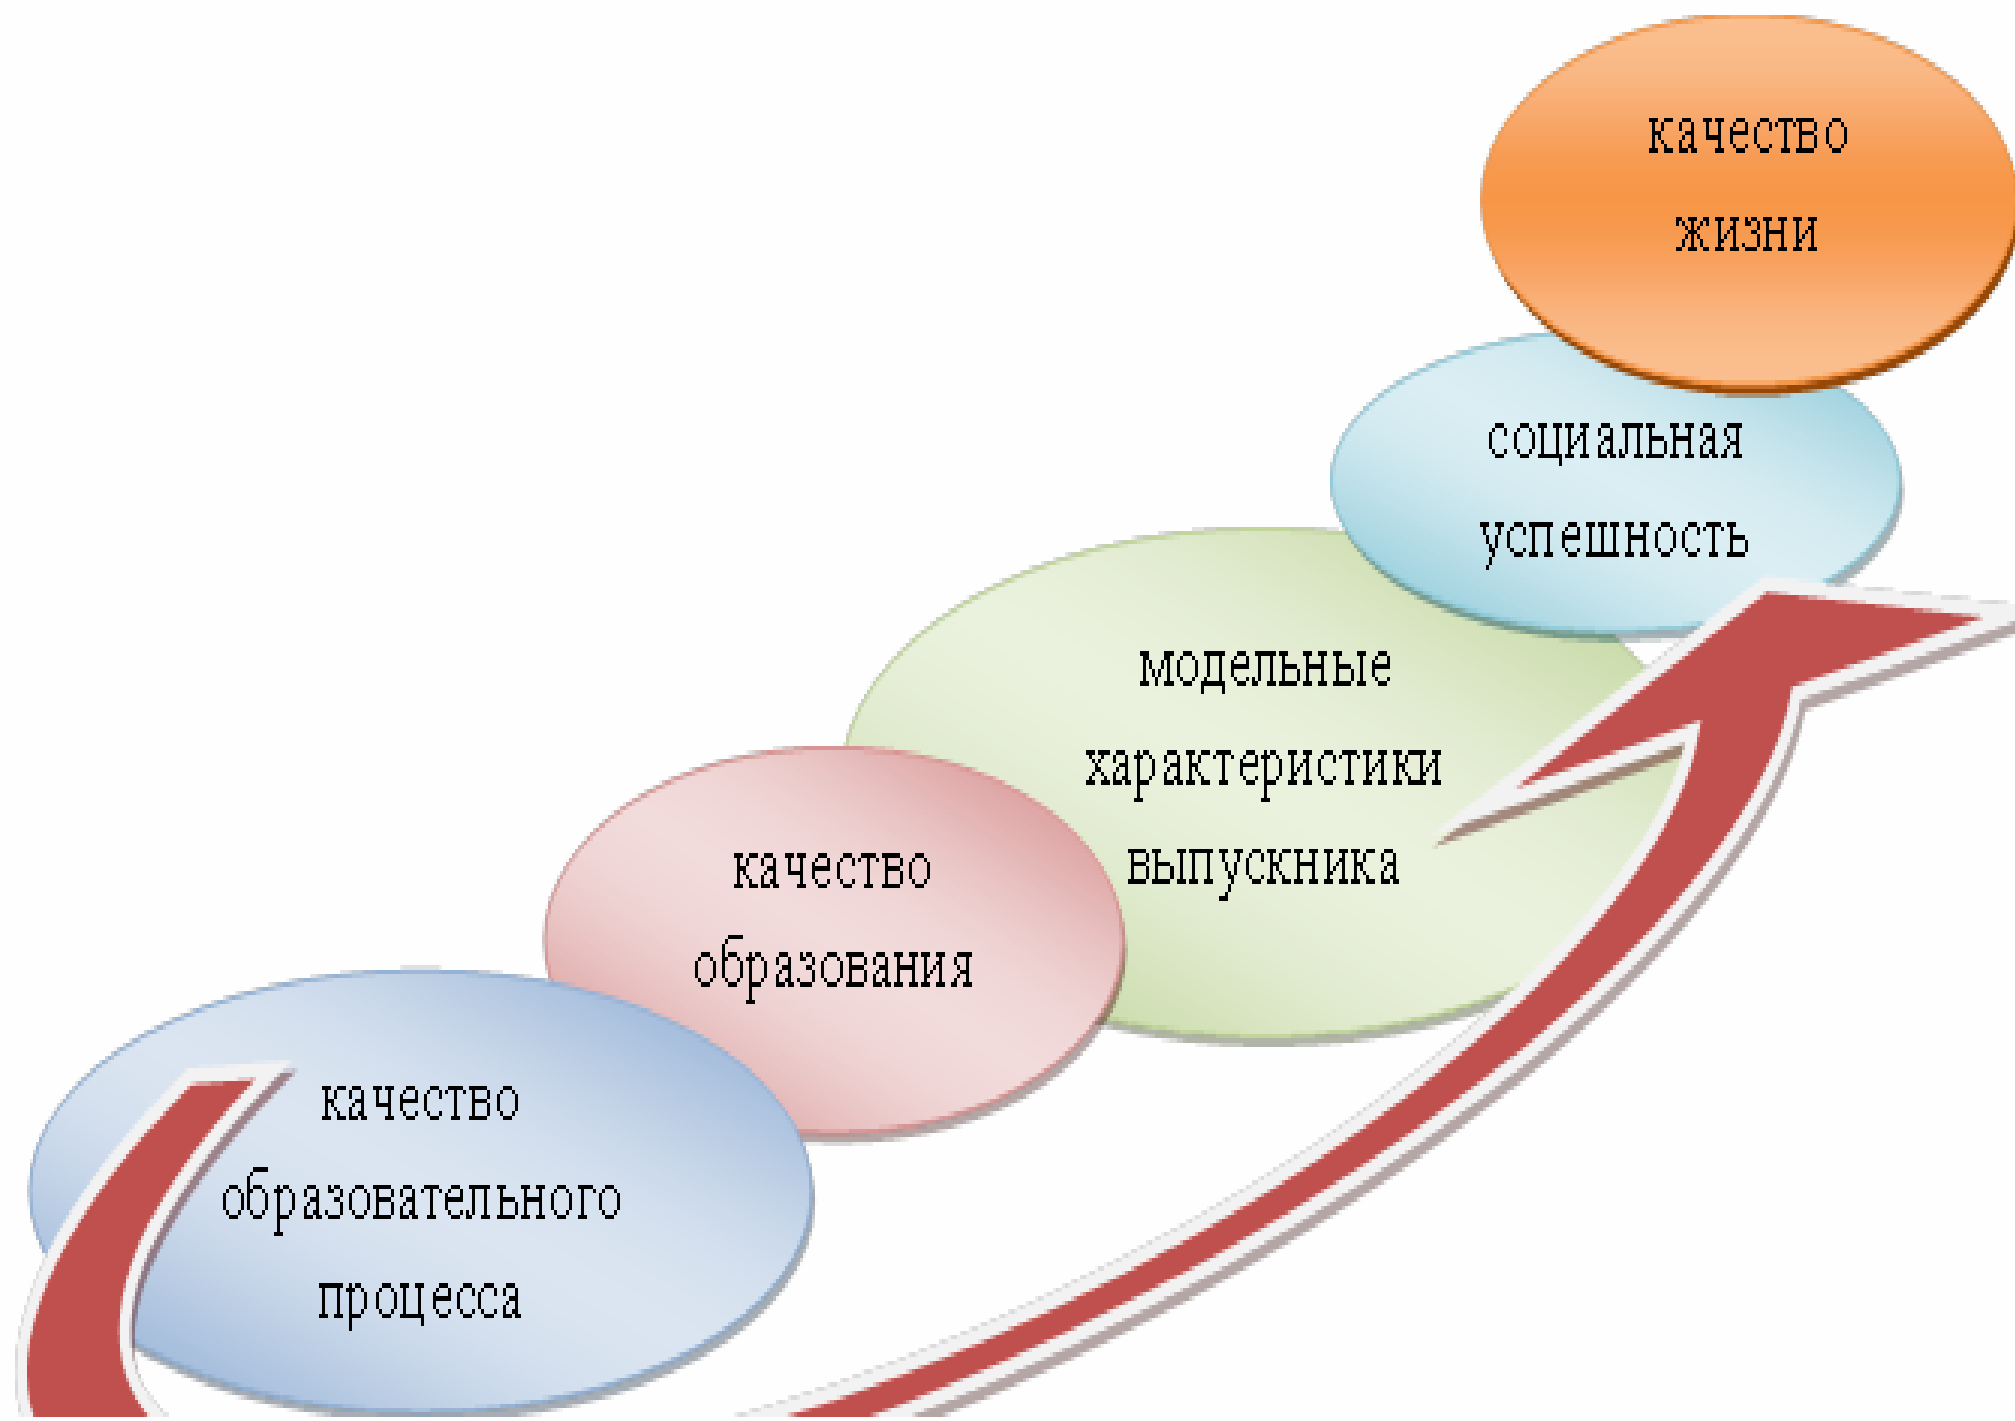 качество
жизни
социальная
успешность
модельные
характеристики
выпускника
качество
образования
качество
образовательного
процесса